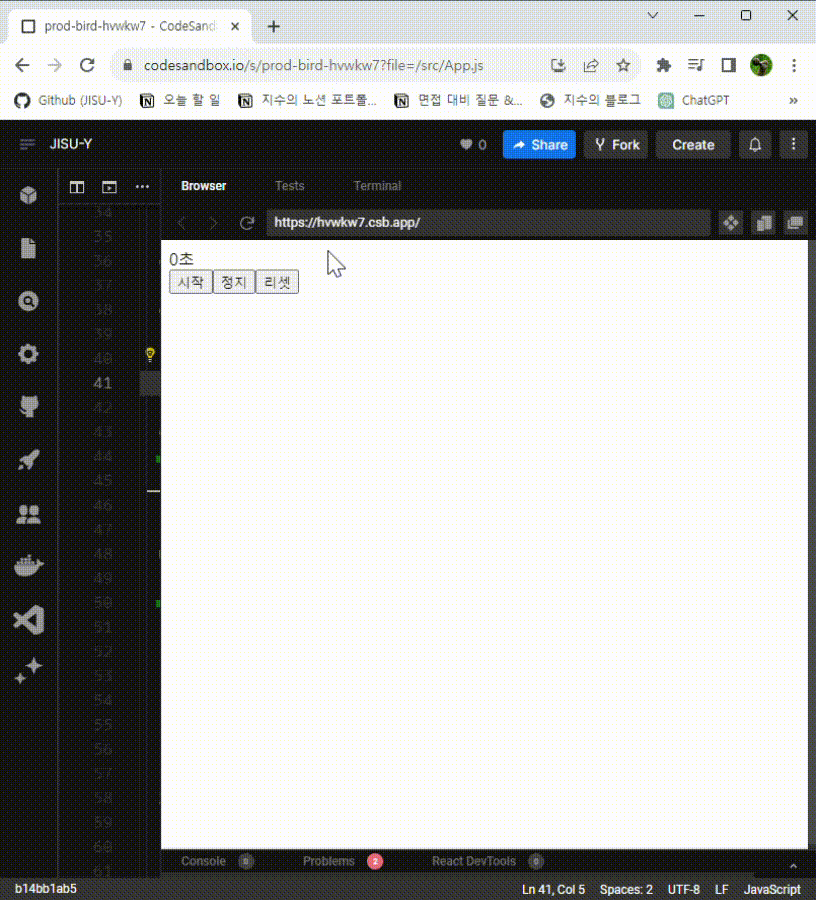 prod-bird-hvwkw7 - CodeSand
codesandbox.io/s/prod-bird-hvwkw7?file=/src/App.js
Github (JISU-Y) 오늘 할 일 지수의 노션 포트폴... 면접 대비 질문 &... 지수의 블로그 ChatGPT »
JISU-Y 0 Share Fork Create
Browser Tests Terminal
https://hvwkw7.csb.app/
0초
시작 정지 리셋
34
35
36
37
38
39
40
41
42
43
44
45
46
47
48
49
50
51
52
53
54
55
56
57
58
59
60
61
Console 0 Problems 2 React DevTools 0
b14bb1ab5 Ln 41, Col 5 Spaces: 2 UTF-8 LF JavaScript